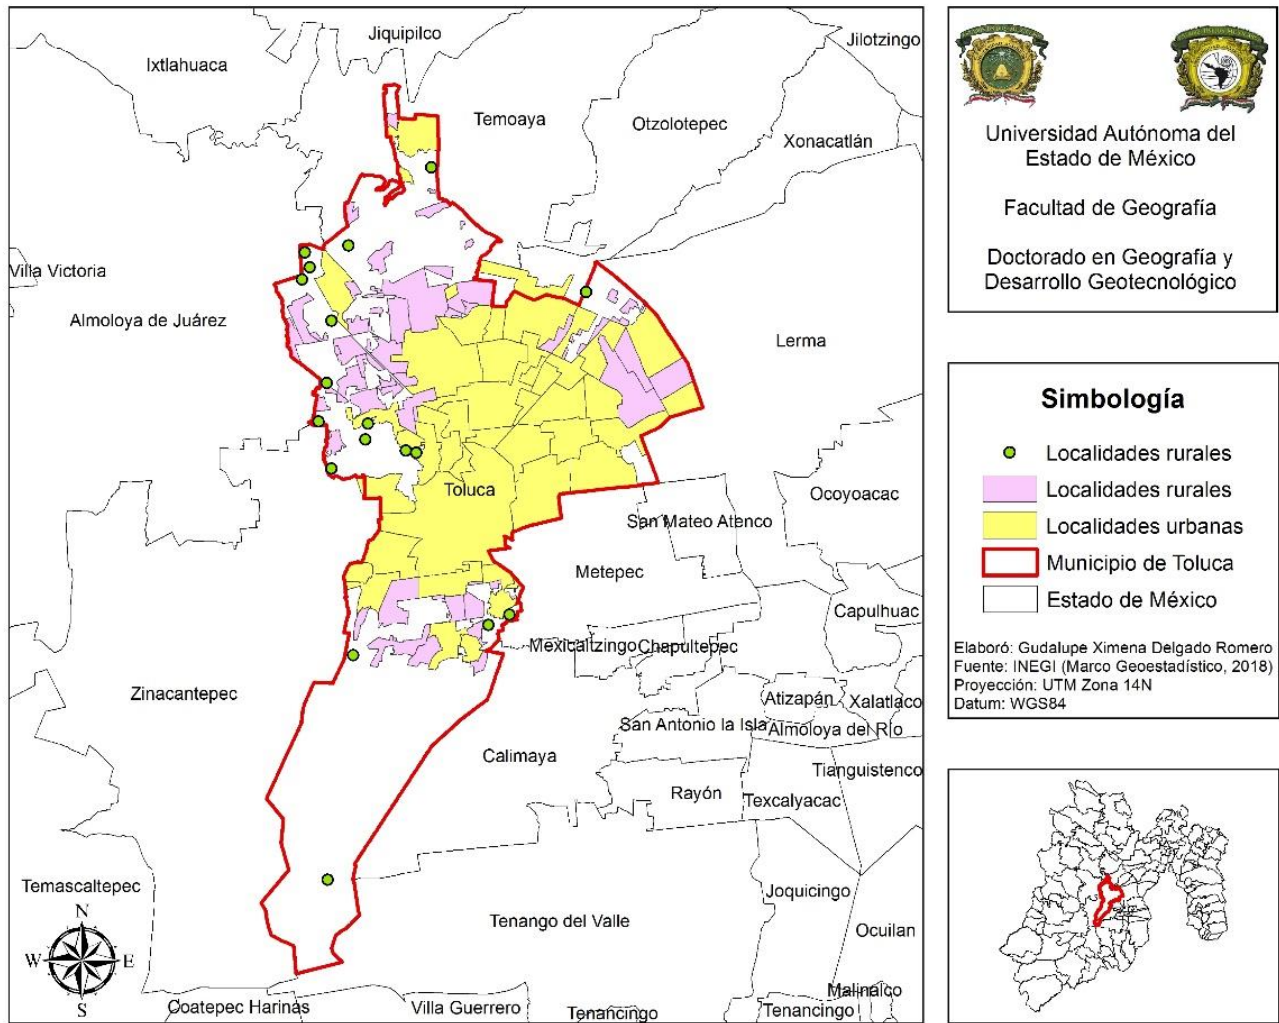 Jiquipilco
Jilotzingo
Ixtlahuaca
Temoaya
Otzolotepec
Xonacatlán
Villa Victoria
Almoloya de Juárez
Lerma
Toluca
Ocoyoacac
San Mateo Atenco
Metepec
Capulhuac
Mexicaltzingo
Chapultepec
Zinacantepec
Atizapán
Xalatlaco
San Antonio la Isla
Almoloya del Río
Calimaya
Tianguistenco
Rayón
Texcalyacac
Temascaltepec
Joquicingo
Tenango del Valle
Ocuilan
N
W
E
S
Malinalco
Coatepec Harinas
Villa Guerrero
Tenancingo
Tenancingo
Universidad Autónoma del
Estado de México
Facultad de Geografía
Doctorado en Geografía y
Desarrollo Geotecnológico
Simbología
Localidades rurales
Localidades rurales
Localidades urbanas
Municipio de Toluca
Estado de México
Elaboró: Gudalupe Ximena Delgado Romero
Fuente: INEGI (Marco Geoestadístico, 2018)
Proyección: UTM Zona 14N
Datum: WGS84